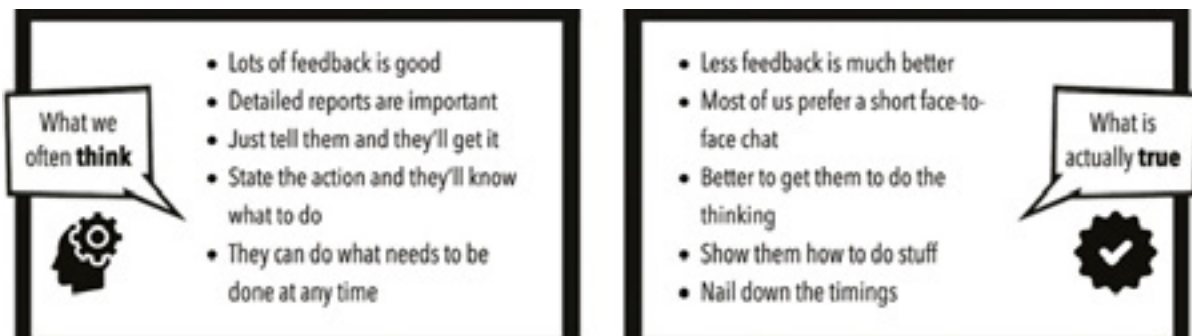 What we
often think
• Lots of feedback is good
• Detailed reports are important
• Just tell them and they'll get it
• State the action and they'll know
what to do
• They can do what needs to be
done at any time
• Less feedback is much better
• Most of us prefer a short face-to-
face chat
• Better to get them to do the
thinking
• Show them how to do stuff
• Nail down the timings
What is
actually true